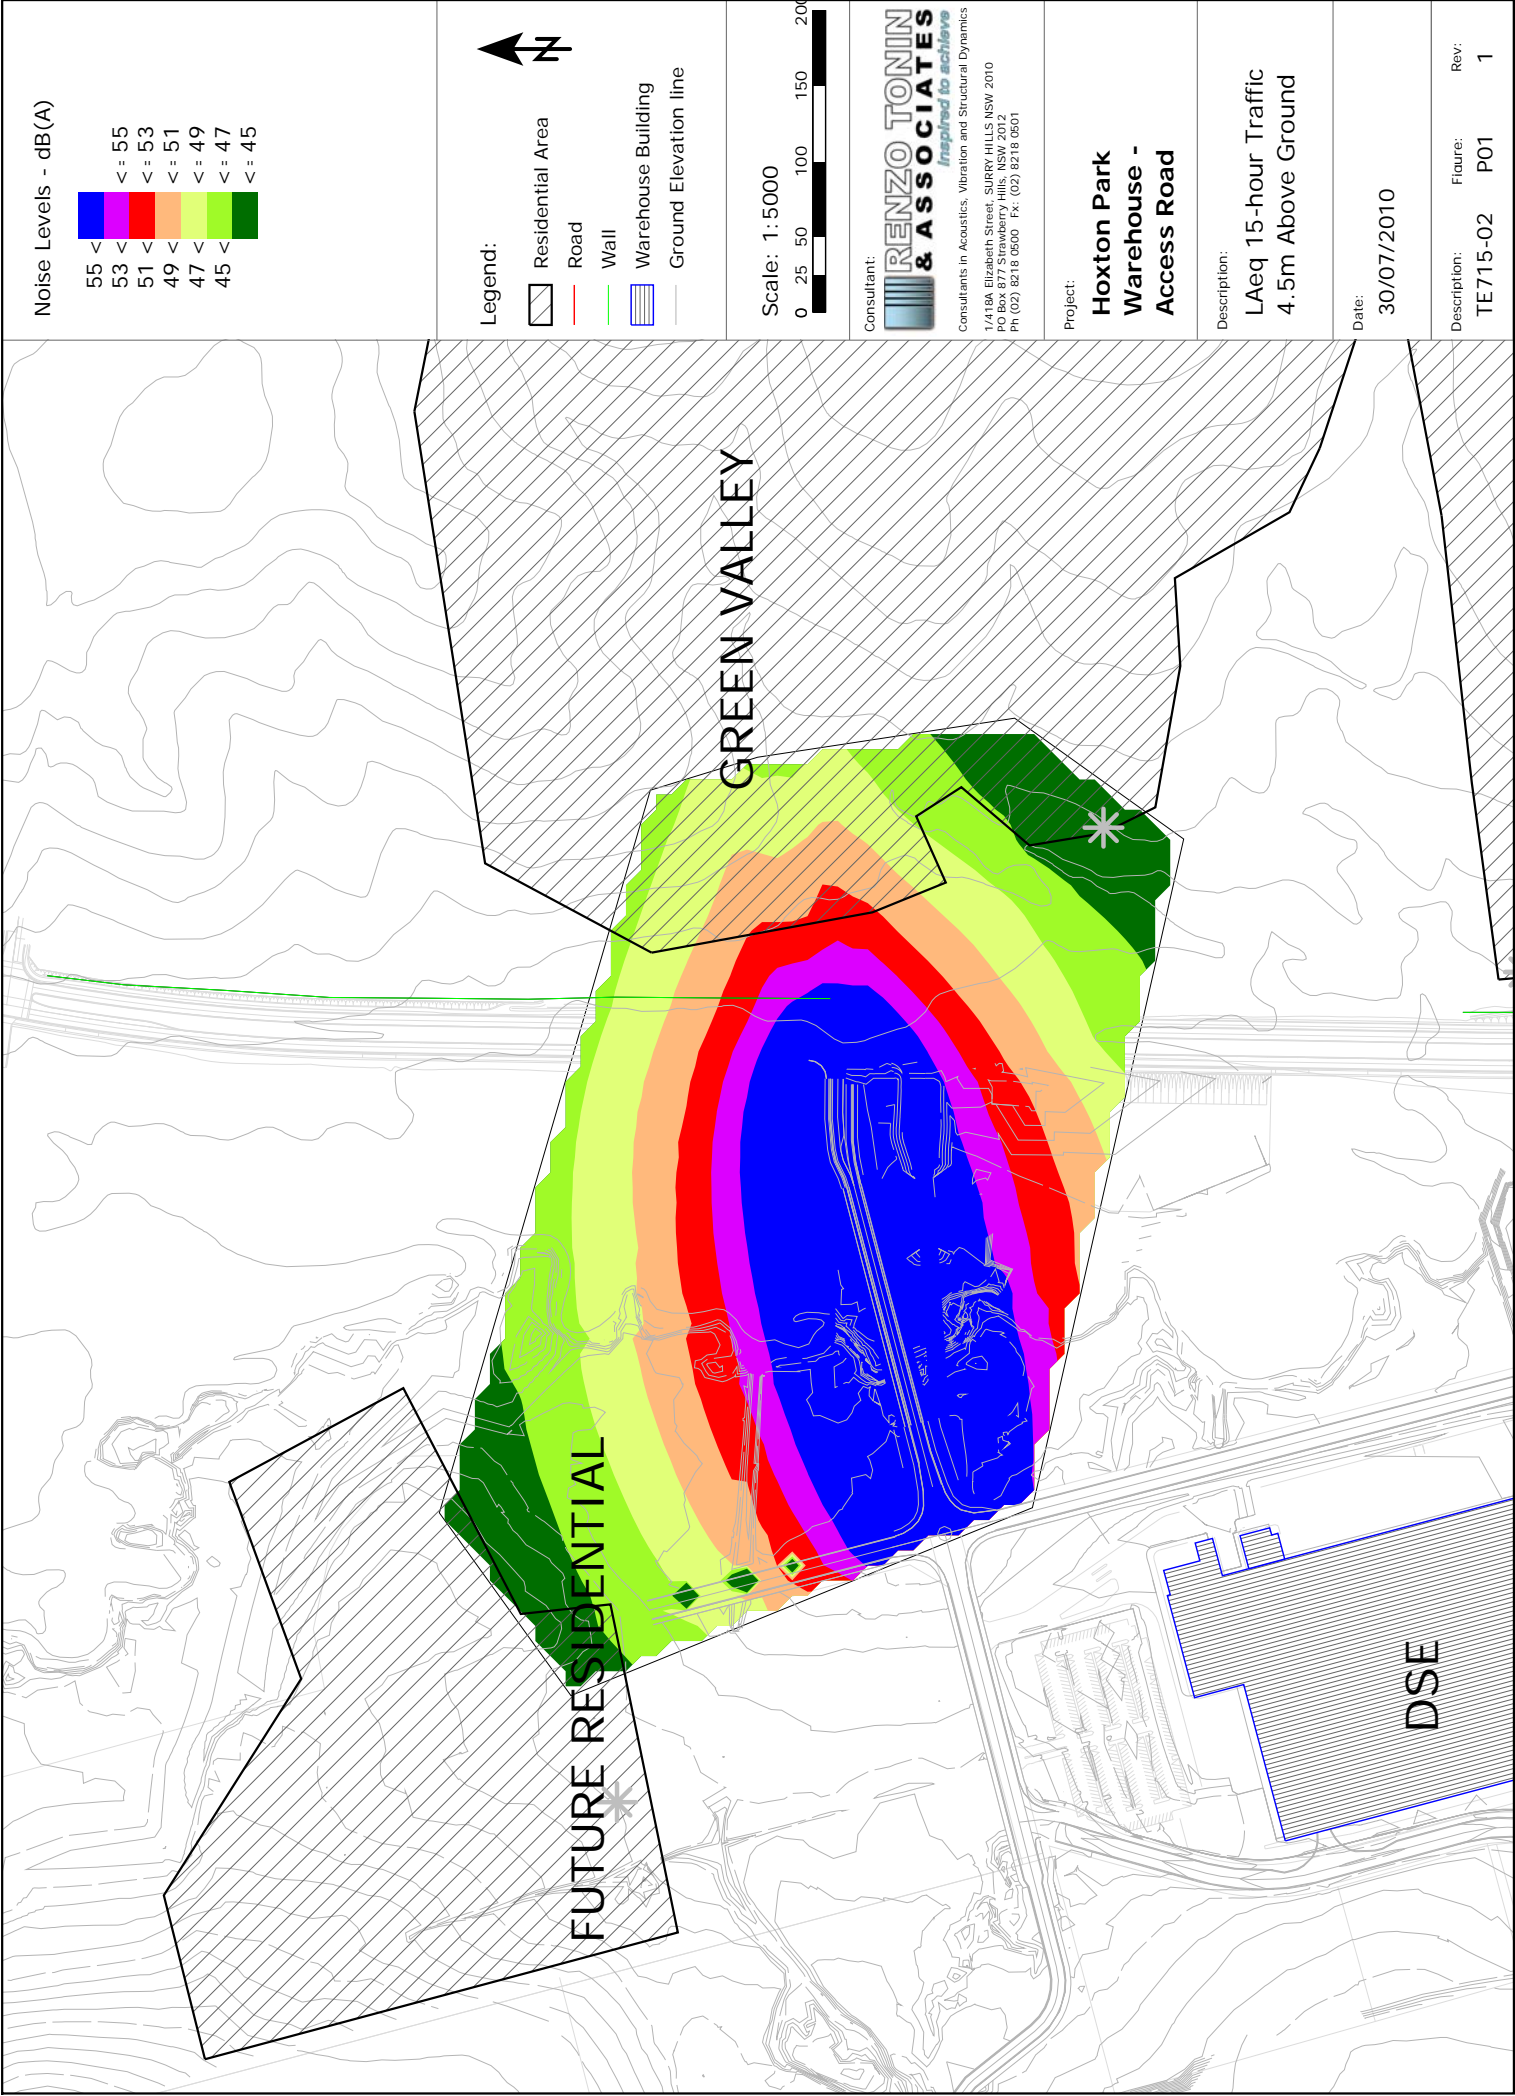 Noise Levels - dB(A)
55 <
53 < <= 55
51 < <= 53
49 < <= 51
47 < <= 49
45 < <= 47
<= 45
N
Legend:
Residential Area
Road
Wall
Warehouse Building
Ground Elevation line
Scale: 1:5000
0 25 50 100 150 200
Consultant:
RENZO TONIN
& ASSOCIATES
inspired to achieve
Consultants in Acoustics, Vibration and Structural Dynamics
1/418A Elizabeth Street, SURRY HILLS NSW 2010
PO Box 877 Strawberry Hills, NSW 2012
Ph (02) 8218 0500 Fx: (02) 8218 0501
Project:
Hoxton Park
Warehouse -
Access Road
Description:
LAeq 15-hour Traffic
4.5m Above Ground
Date:
30/07/2010
Description: Figure: Rev:
TE715-02 P01 1
GREEN VALLEY
FUTURE RESIDENTIAL
DSE